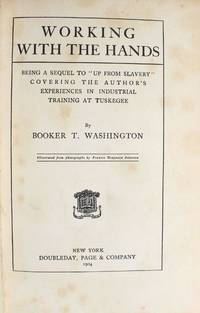 WORKING
WITH THE HANDS
BEING A SEQUEL TO "UP FROM SLAVERY"
COVERING THE AUTHOR'S
EXPERIENCES IN INDUSTRIAL
TRAINING AT TUSKEGEE
By
BOOKER T. WASHINGTON
Illustrated from photographs by Frances Benjamin Johnston
NEW YORK
DOUBLEDAY, PAGE & COMPANY
1904